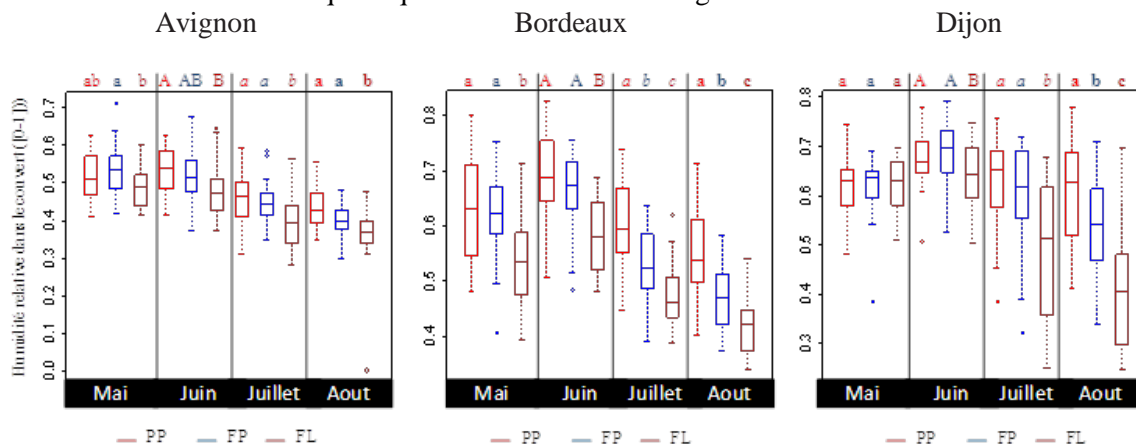 Avignon Bordeaux Dijon
ab a b A AB B a a b a a b
a a b A A B a b c a b c
a a a A A B a a b a b c
Humidité relative dans le couvert ([0-1]))
0.7
0.6
0.5
0.4
0.3
0.2
0.1
0.0
Mai Juin Juillet Aout
PP FP FL
0.8
0.7
0.6
0.5
0.4
Mai Juin Juillet Aout
PP FP FL
0.8
0.7
0.6
0.5
0.4
0.3
Mai Juin Juillet Aout
PP FP FL